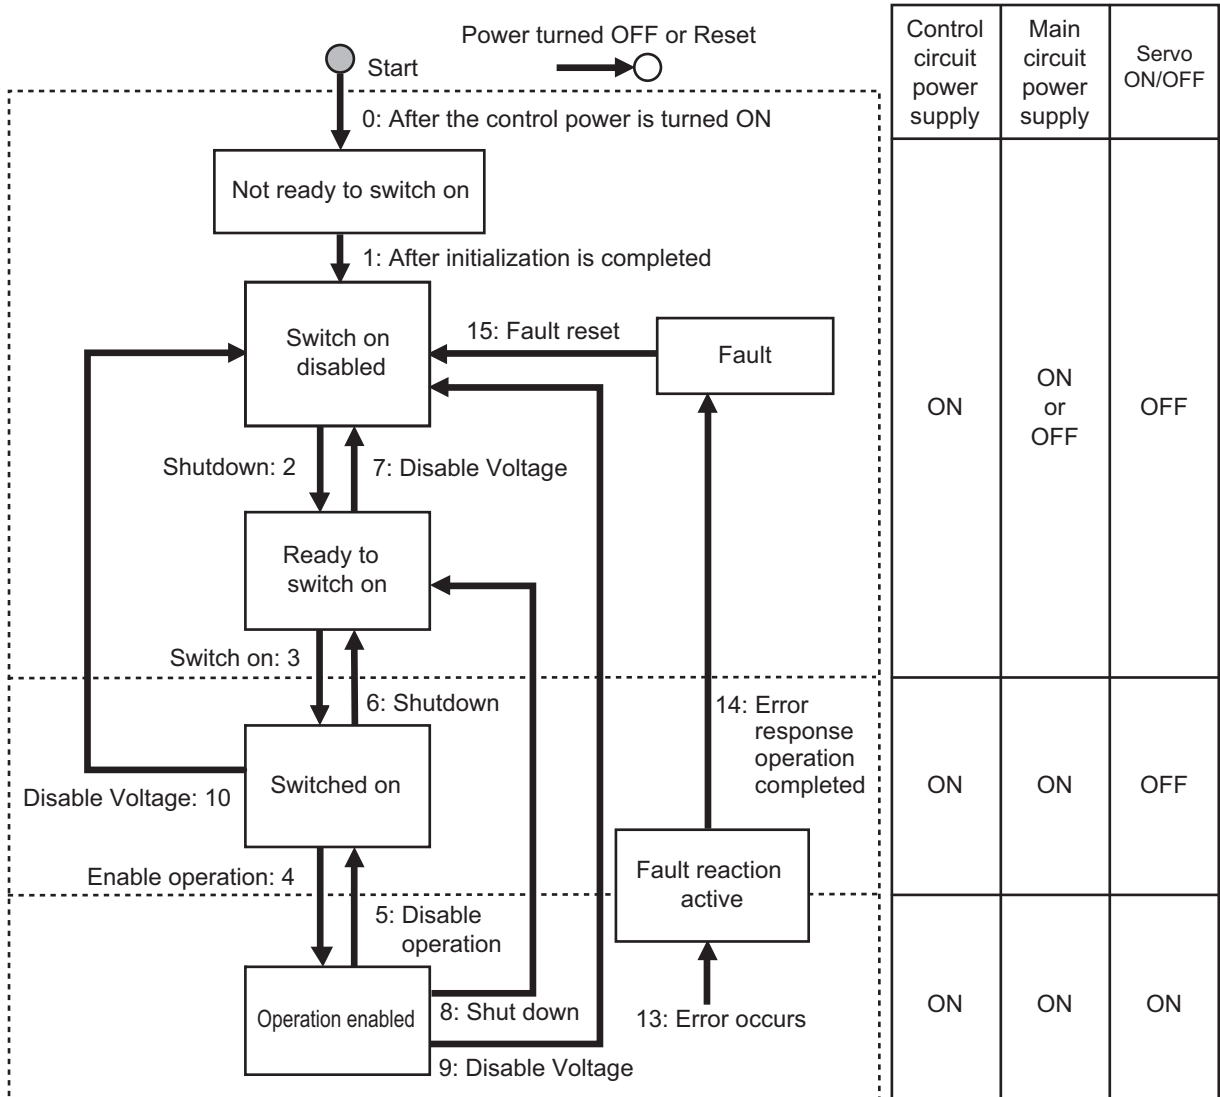 Power turned OFF or Reset
Start
0: After the control power is turned ON
Not ready to switch on
1: After initialization is completed
Switch on
disabled
15: Fault reset
Fault
Shutdown: 2
7: Disable Voltage
Ready to
switch on
Switch on: 3
6: Shutdown
14: Error
response
operation
completed
Switched on
Disable Voltage: 10
Enable operation: 4
Fault reaction
active
5: Disable
operation
Operation enabled
8: Shut down
13: Error occurs
9: Disable Voltage
Control
circuit
power
supply
Main
circuit
power
supply
Servo
ON/OFF
ON
ON
or
OFF
OFF
ON
ON
OFF
ON
ON
ON